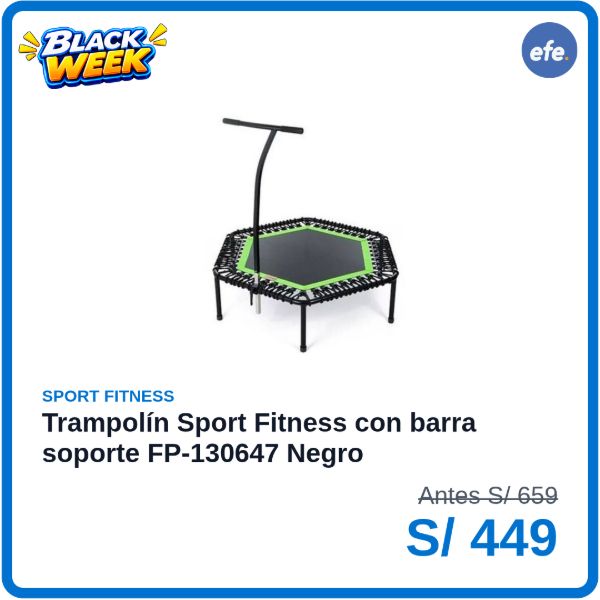 BLACK
WEEK
efe.
SPORT FITNESS
Trampolín Sport Fitness con barra
soporte FP-130647 Negro
Antes S/ 659
S/ 449